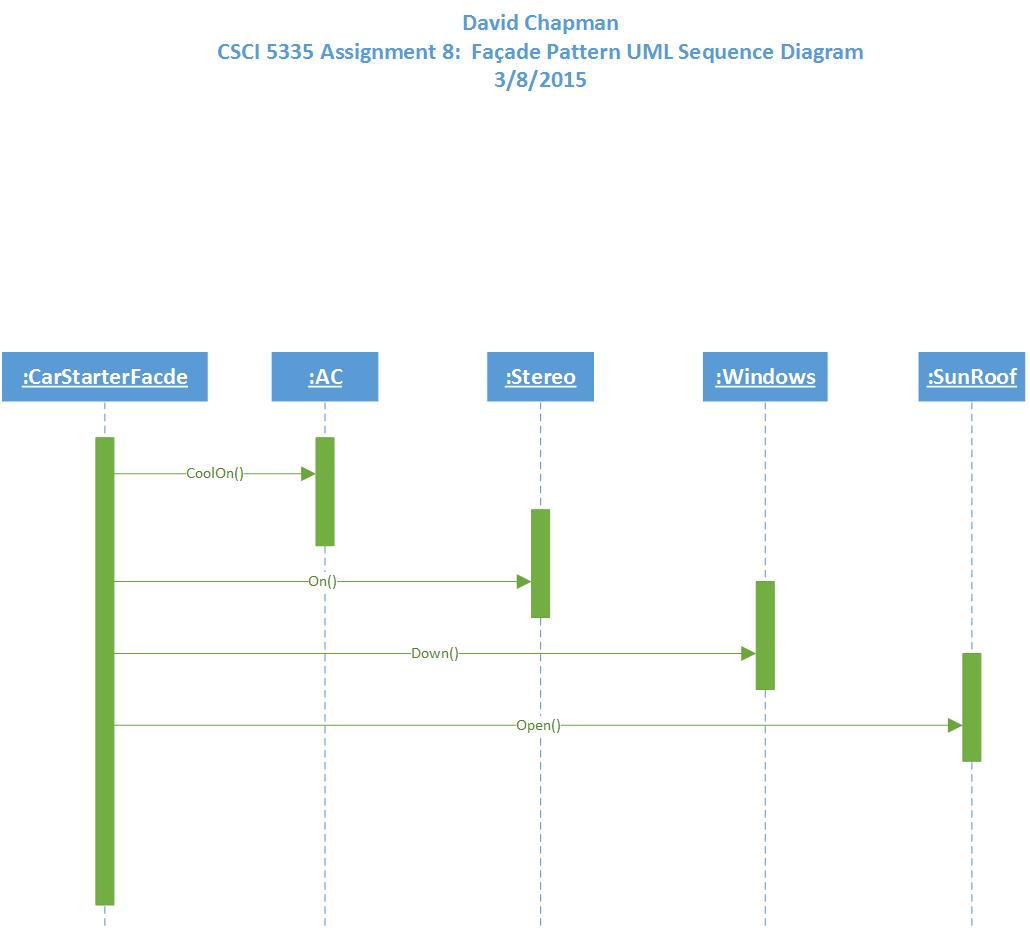 David Chapman
CSCI 5335 Assignment 8:  Façade Pattern UML Sequence Diagram
3/8/2015
:CarStarterFacde
:AC
:Stereo
:Windows
:SunRoof
CoolOn()
On()
Down()
Open()